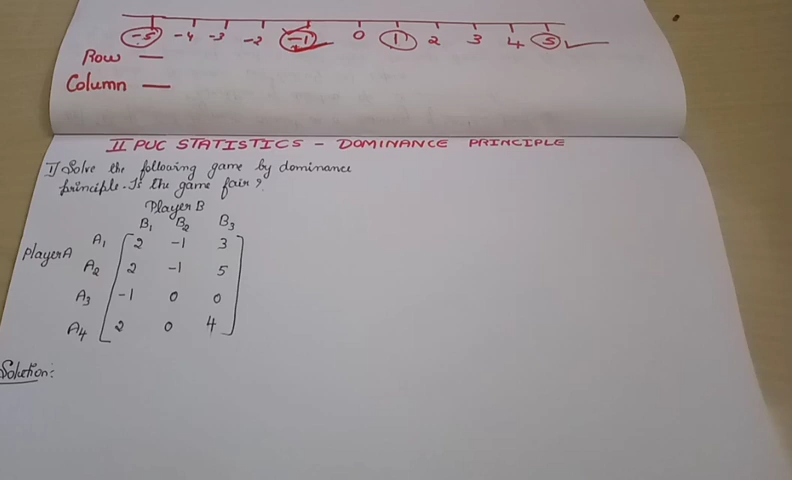 -5 -4 -3 -2 -1 0 1 2 3 4 5
Row —
Column —
II PUC STATISTICS - DOMINANCE PRINCIPLE
1) Solve the following game by dominance
principle. Is the game fair?
Player B
B1 B2 B3
Player A A1 2 -1 3
A2 2 -1 5
A3 -1 0 0
A4 2 0 4
Solution: